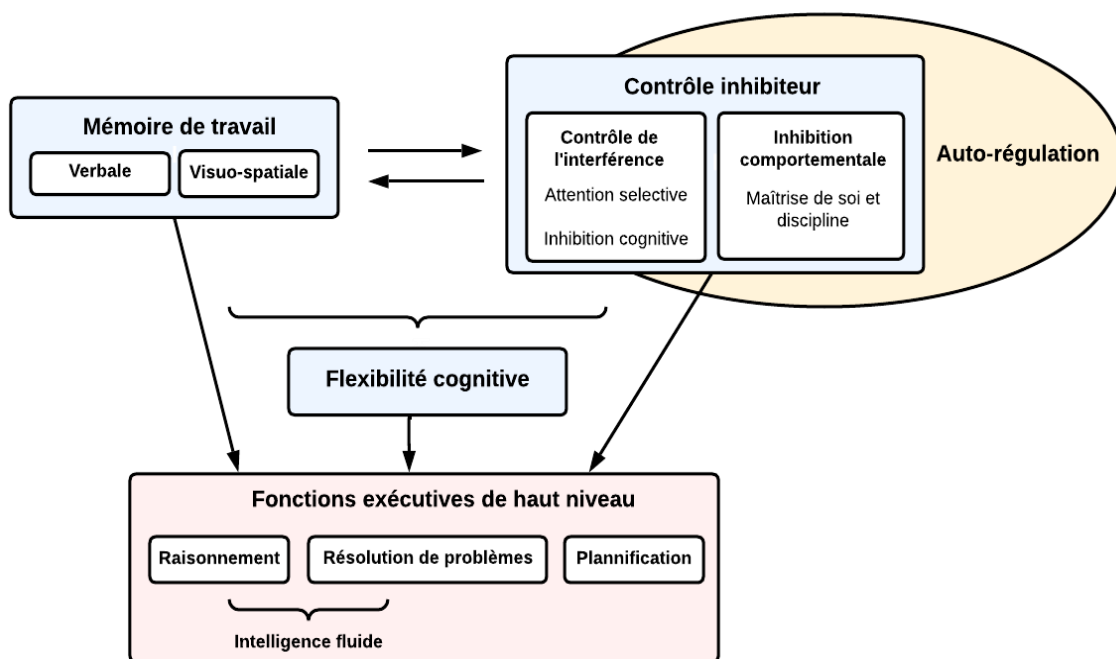 Mémoire de travail
Verbale
Visuo-spatiale
Contrôle inhibiteur
Contrôle de
l'interférence
Attention selective
Inhibition cognitive
Inhibition
comportementale
Maîtrise de soi et
discipline
Auto-régulation
Flexibilité cognitive
Fonctions exécutives de haut niveau
Raisonnement
Résolution de problèmes
Plannification
Intelligence fluide